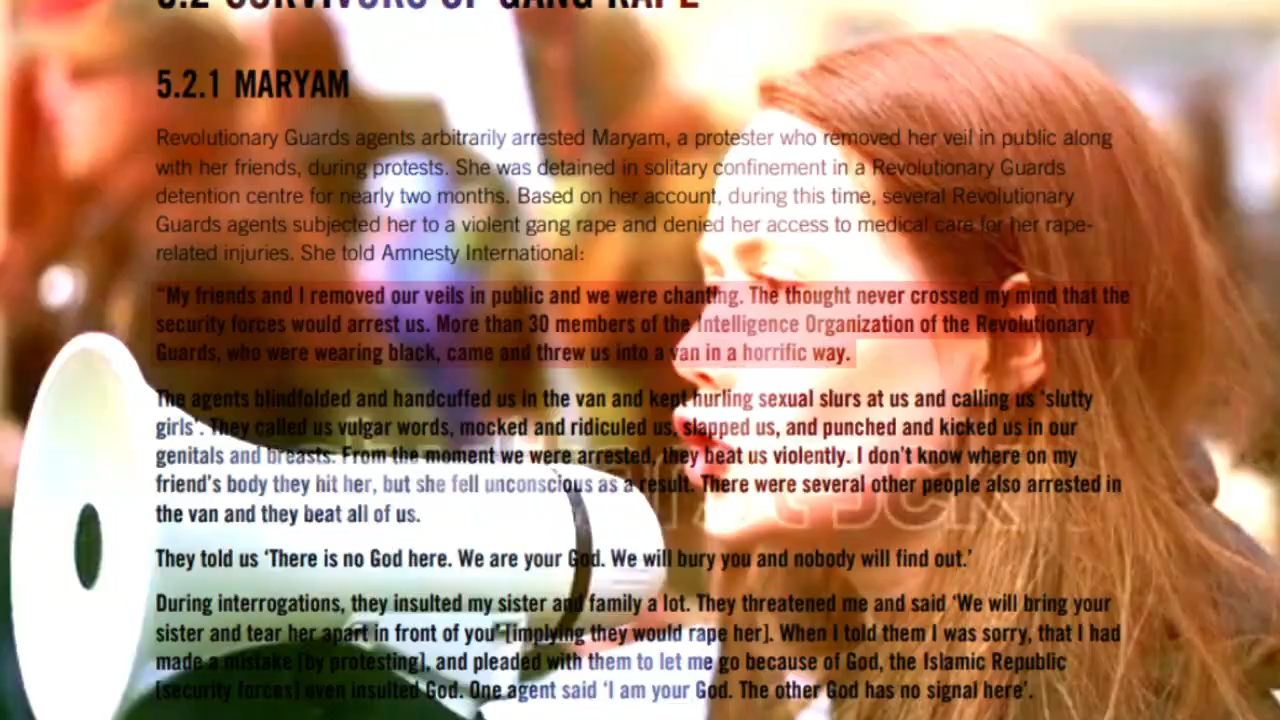 5.2 SURVIVORS OF GANG RAPE
5.2.1 MARYAM
Revolutionary Guards agents arbitrarily arrested Maryam, a protester who removed her veil in public along
with her friends, during protests. She was detained in solitary confinement in a Revolutionary Guards
detention centre for nearly two months. Based on her account, during this time, several Revolutionary
Guards agents subjected her to a violent gang rape and denied her access to medical care for her rape-
related injuries. She told Amnesty International:
“My friends and I removed our veils in public and we were chanting. The thought never crossed my mind that the
security forces would arrest us. More than 30 members of the Intelligence Organization of the Revolutionary
Guards, who were wearing black, came and threw us into a van in a horrific way.
The agents blindfolded and handcuffed us in the van and kept hurling sexual slurs at us and calling us ‘slutty
girls’. They called us vulgar words, mocked and ridiculed us, slapped us, and punched and kicked us in our
genitals and breasts. From the moment we were arrested, they beat us violently. I don’t know where on my
friend’s body they hit her, but she fell unconscious as a result. There were several other people also arrested in
the van and they beat all of us.
They told us ‘There is no God here. We are your God. We will bury you and nobody will find out.’
During interrogations, they insulted my sister and family a lot. They threatened me and said ‘We will bring your
sister and tear her apart in front of you’ [implying they would rape her]. When I told them I was sorry, that I had
made a mistake [by protesting], and pleaded with them to let me go because of God, the Islamic Republic
[security forces] even insulted God. One agent said ‘I am your God. The other God has no signal here’.